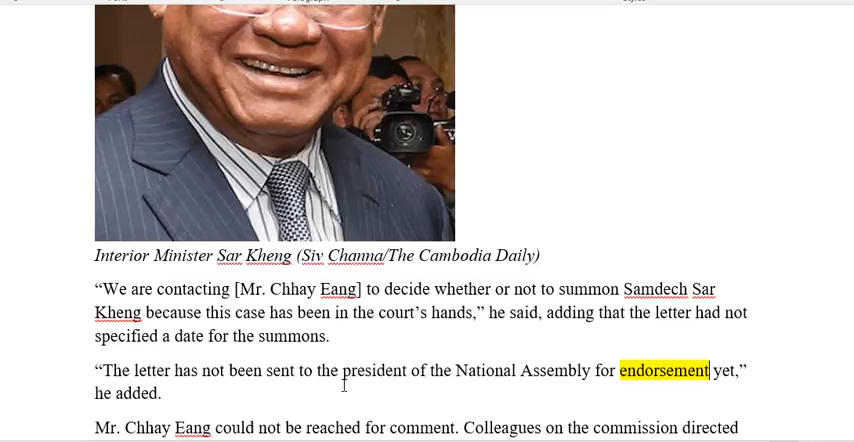 Interior Minister Sar Kheng (Siv Channa/The Cambodia Daily)
“We are contacting [Mr. Chhay Eang] to decide whether or not to summon Samdech Sar
Kheng because this case has been in the court’s hands,” he said, adding that the letter had not
specified a date for the summons.
“The letter has not been sent to the president of the National Assembly for endorsement yet,”
he added.
Mr. Chhay Eang could not be reached for comment. Colleagues on the commission directed